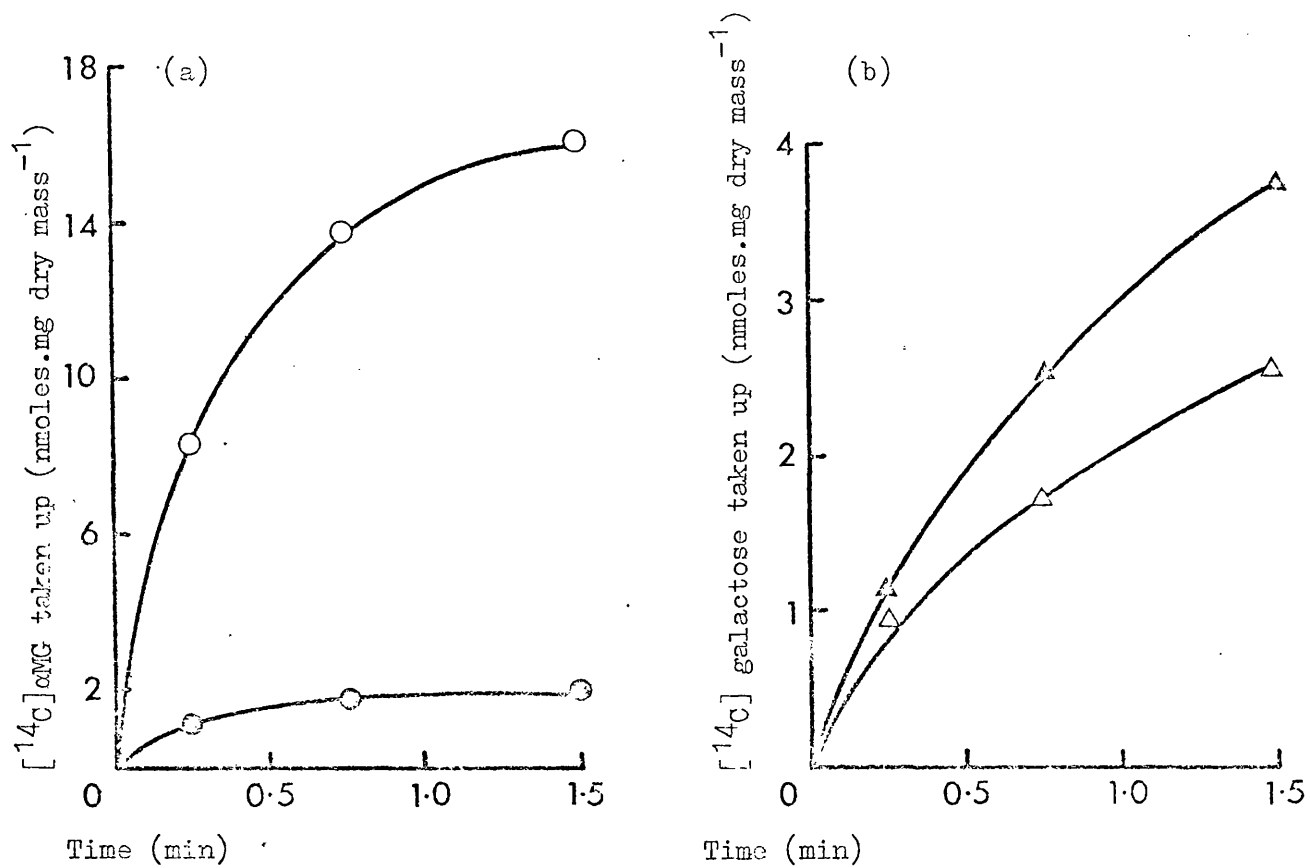 (a)
[¹⁴C]αMG taken up (nmoles.mg dry mass⁻¹)
18
14
10
6
2
0
0·5
1·0
1·5
Time (min)
(b)
[¹⁴C] galactose taken up (nmoles.mg dry mass⁻¹)
4
3
2
1
0
0·5
1·0
1·5
Time (min)